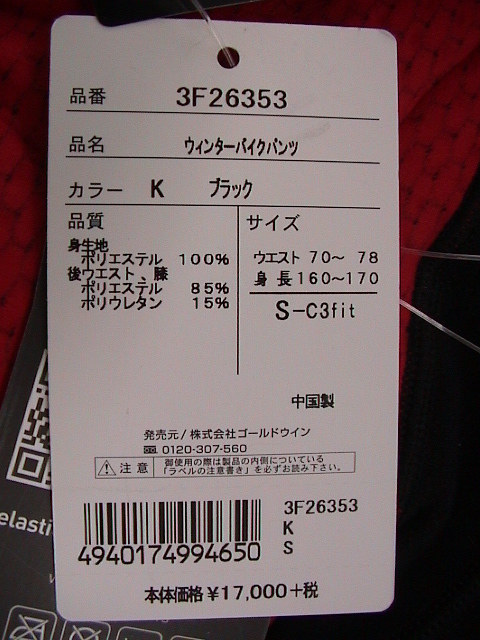 品番 3F26353
品名 ウィンターバイクパンツ
カラー K ブラック
品質
身生地
ポリエステル 100%
後ウエスト、膝
ポリエステル 85%
ポリウレタン 15%
サイズ
ウエスト 70〜 78
身 長 160〜170
S-C3fit
中国製
発売元/株式会社ゴールドウイン
0120-307-560
注意 御使用の際は製品の内側についている
「ラベルの注意書き」を必ずお読み下さい。
3F26353
K
S
4940174994650
本体価格 ¥17,000+税
elasti